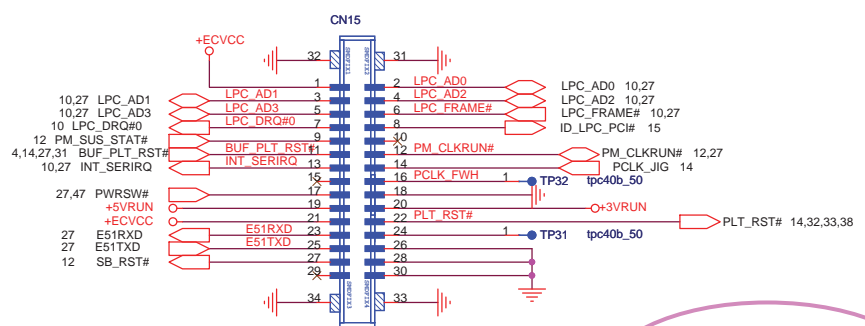 CN15
+ECVCC
32 SMDFIX1 SMDFIX2 31
1 2 LPC_AD0 LPC_AD0 10,27
10,27 LPC_AD1 LPC_AD1 3 4 LPC_AD2 LPC_AD2 10,27
10,27 LPC_AD3 LPC_AD3 5 6 LPC_FRAME# LPC_FRAME# 10,27
10 LPC_DRQ#0 LPC_DRQ#0 7 8 ID_LPC_PCI# 15
12 PM_SUS_STAT# 9 10
4,14,27,31 BUF_PLT_RST# BUF_PLT_RST# 11 12 PM_CLKRUN# PM_CLKRUN# 12,27
10,27 INT_SERIRQ INT_SERIRQ 13 14 PCLK_JIG 14
15 16 PCLK_FWH 1 TP32 tpc40b_50
27,47 PWRSW# 17 18
+5VRUN 19 20 +3VRUN
+ECVCC 21 22 PLT_RST# PLT_RST# 14,32,33,38
27 E51RXD E51RXD 23 24 1 TP31 tpc40b_50
27 E51TXD E51TXD 25 26
12 SB_RST# 27 28
29 30
34 SMDFIX3 SMDFIX4 33